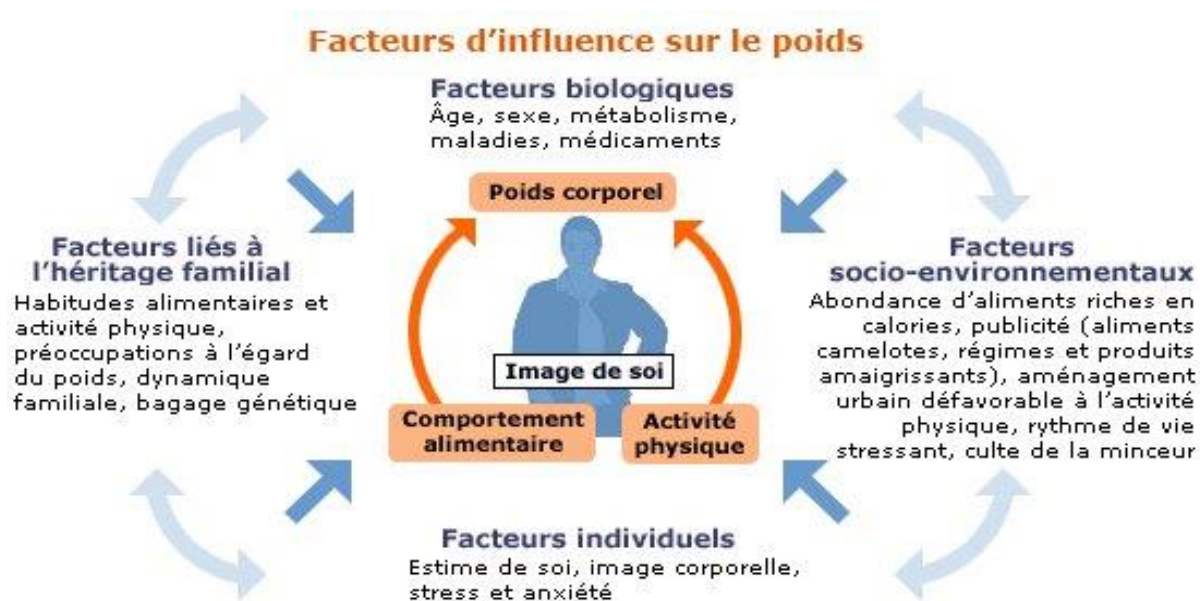 Facteurs d'influence sur le poids
Facteurs biologiques
Âge, sexe, métabolisme,
maladies, médicaments
Poids corporel
Facteurs liés à
l'héritage familial
Habitudes alimentaires et
activité physique,
préoccupations à l'égard
du poids, dynamique
familiale, bagage génétique
Image de soi
Comportement
alimentaire
Activité
physique
Facteurs
socio-environnementaux
Abondance d'aliments riches en
calories, publicité (aliments
camelotes, régimes et produits
amaigrissants), aménagement
urbain défavorable à l'activité
physique, rythme de vie
stressant, culte de la minceur
Facteurs individuels
Estime de soi, image corporelle,
stress et anxiété